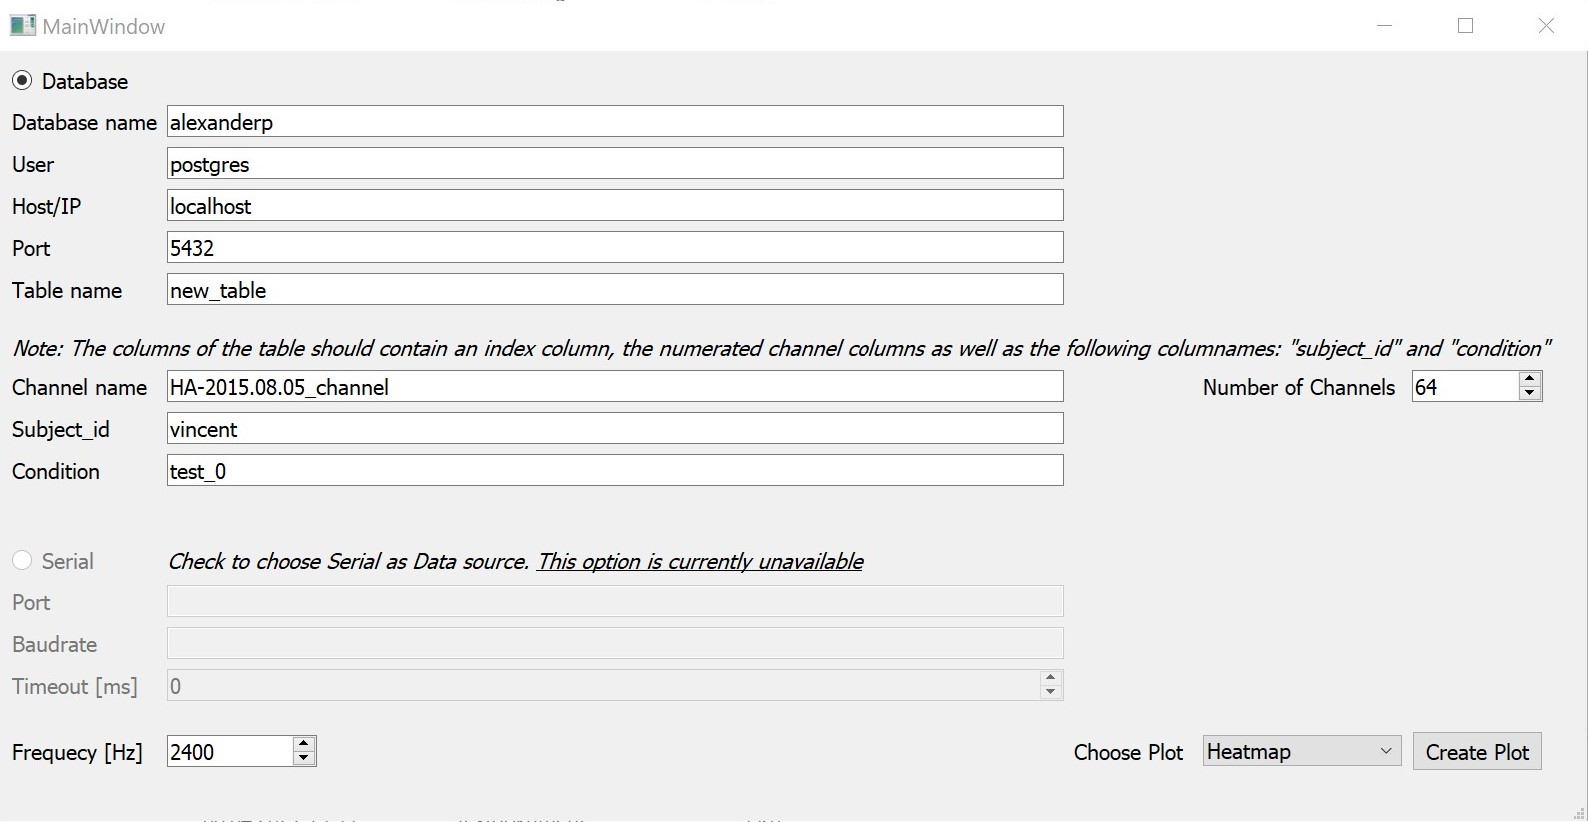 MainWindow
Database
Database name alexanderp
User postgres
Host/IP localhost
Port 5432
Table name new_table
Note: The columns of the table should contain an index column, the numerated channel columns as well as the following columnames: "subject_id" and "condition"
Channel name HA-2015.08.05_channel Number of Channels 64
Subject_id vincent
Condition test_0
Serial Check to choose Serial as Data source. This option is currently unavailable
Port
Baudrate
Timeout [ms] 0
Frequecy [Hz] 2400 Choose Plot Heatmap Create Plot